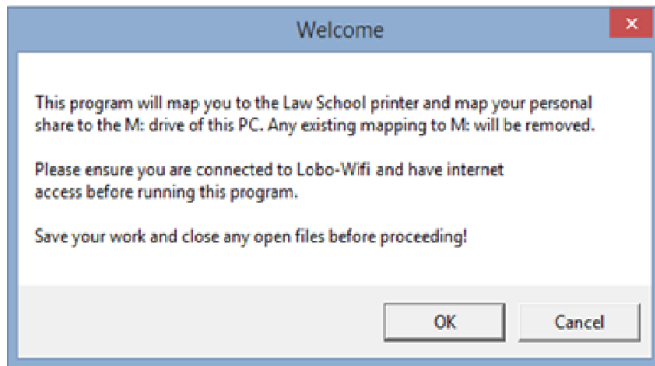 Welcome
This program will map you to the Law School printer and map your personal
share to the M: drive of this PC. Any existing mapping to M: will be removed.
Please ensure you are connected to Lobo-Wifi and have internet
access before running this program.
Save your work and close any open files before proceeding!
OK
Cancel